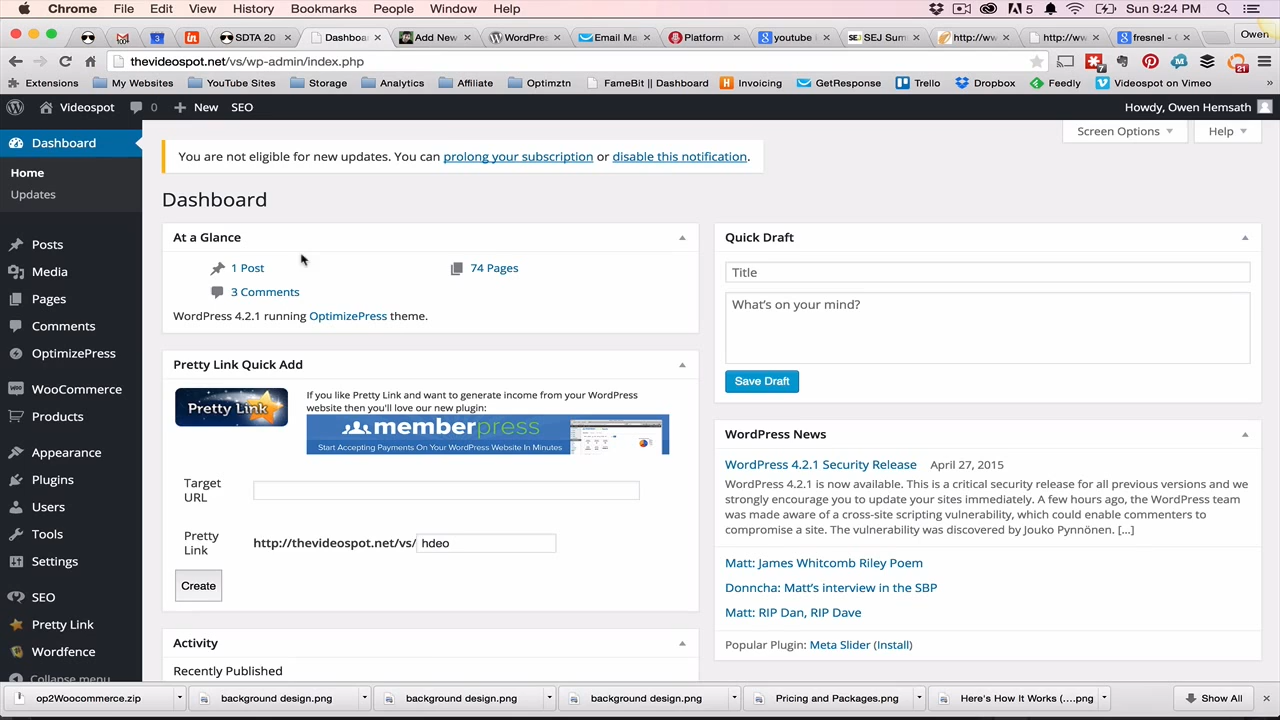 Chrome File Edit View History Bookmarks People Window Help 5 Sun 9:24 PM
SDTA 20 Dashboa Add New WordPres Email Ma Platform youtube SEJ Sum http://ww http://ww fresnel - Owen
thevideospot.net/vs/wp-admin/index.php 7 21
Extensions My Websites YouTube Sites Storage Analytics Affiliate Optimztn FameBit || Dashboard Invoicing GetResponse Trello Dropbox Feedly Videospot on Vimeo
Videospot 0 New SEO Howdy, Owen Hemsath
Screen Options Help
Dashboard
Home
Updates
Posts
Media
Pages
Comments
OptimizePress
WooCommerce
Products
Appearance
Plugins
Users
Tools
Settings
SEO
Pretty Link
Wordfence
Collapse menu
You are not eligible for new updates. You can prolong your subscription or disable this notification.
Dashboard
At a Glance
1 Post 74 Pages
3 Comments
WordPress 4.2.1 running OptimizePress theme.
Pretty Link Quick Add
Pretty Link
If you like Pretty Link and want to generate income from your WordPress
website then you'll love our new plugin:
memberpress
Start Accepting Payments On Your WordPress Website In Minutes
Target
URL
Pretty
Link
http://thevideospot.net/vs/ hdeo
Create
Activity
Recently Published
Quick Draft
Title
What's on your mind?
Save Draft
WordPress News
WordPress 4.2.1 Security Release April 27, 2015
WordPress 4.2.1 is now available. This is a critical security release for all previous versions and we
strongly encourage you to update your sites immediately. A few hours ago, the WordPress team
was made aware of a cross-site scripting vulnerability, which could enable commenters to
compromise a site. The vulnerability was discovered by Jouko Pynnönen. […]
Matt: James Whitcomb Riley Poem
Donncha: Matt's interview in the SBP
Matt: RIP Dan, RIP Dave
Popular Plugin: Meta Slider (Install)
op2Woocommerce.zip background design.png background design.png background design.png Pricing and Packages.png Here's How It Works (....png Show All